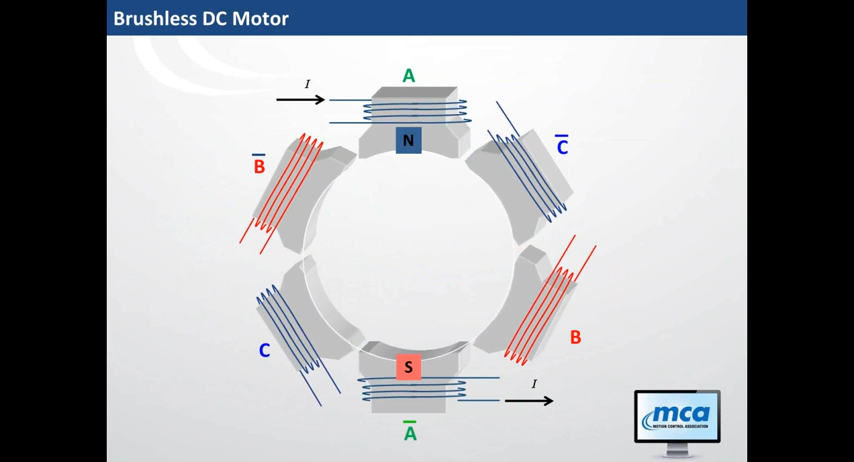 Brushless DC Motor
A
I
N
C̅
B̅
B
C
S
I
A̅
mca
MOTION CONTROL ASSOCIATION